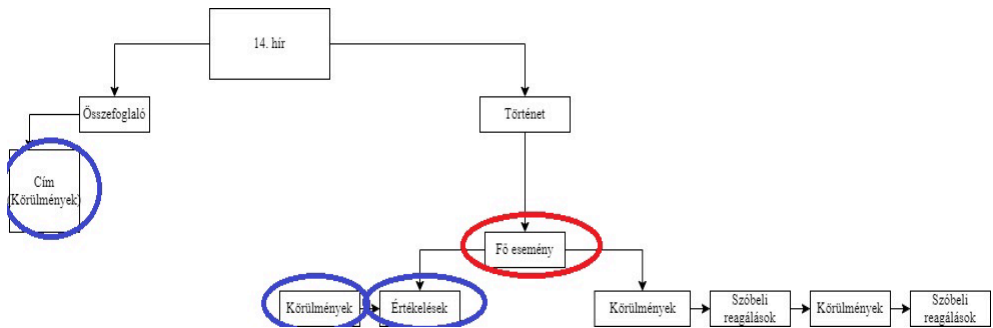 14. hír
Összefoglaló
Történet
Cím
(Körülmények)
Fő esemény
Körülmények
Értékelések
Körülmények
Szóbeli
reagálások
Körülmények
Szóbeli
reagálások